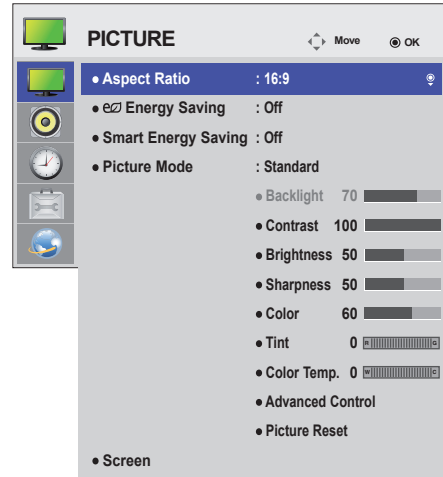 PICTURE Move OK
• Aspect Ratio : 16:9
• Energy Saving : Off
• Smart Energy Saving : Off
• Picture Mode : Standard
• Backlight 70
• Contrast 100
• Brightness 50
• Sharpness 50
• Color 60
• Tint 0 R G
• Color Temp. 0 W C
• Advanced Control
• Picture Reset
• Screen